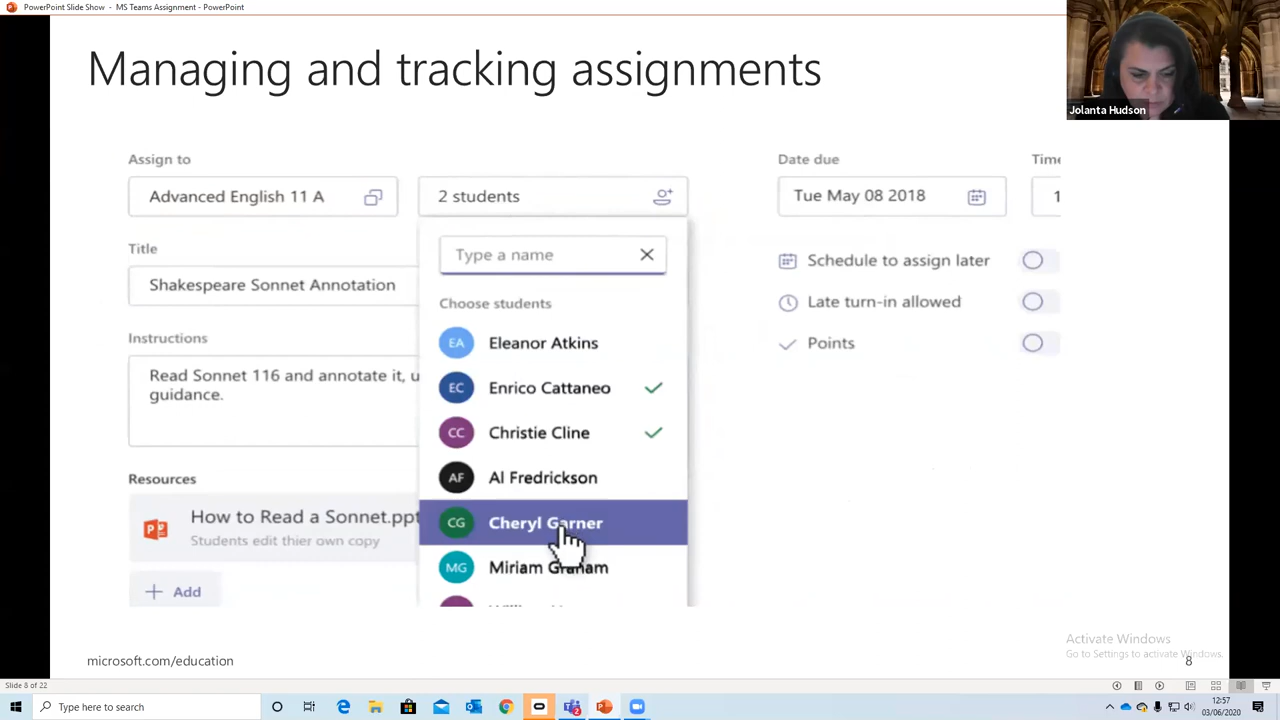 PowerPoint Slide Show - MS Teams Assignment - PowerPoint
Managing and tracking assignments
Jolanta Hudson
Assign to
Advanced English 11 A
2 students
Date due
Time
Tue May 08 2018
1
Title
Shakespeare Sonnet Annotation
Type a name
Choose students
Schedule to assign later
Late turn-in allowed
Points
Instructions
Read Sonnet 116 and annotate it, u
guidance.
EA Eleanor Atkins
EC Enrico Cattaneo
CC Christie Cline
AF Al Fredrickson
CG Cheryl Garner
MG Miriam Graham
Resources
How to Read a Sonnet.ppt
Students edit thier own copy
Add
microsoft.com/education
Activate Windows
Go to Settings to activate Windows.
8
Slide 8 of 22
Type here to search
2
12:57
03/06/2020